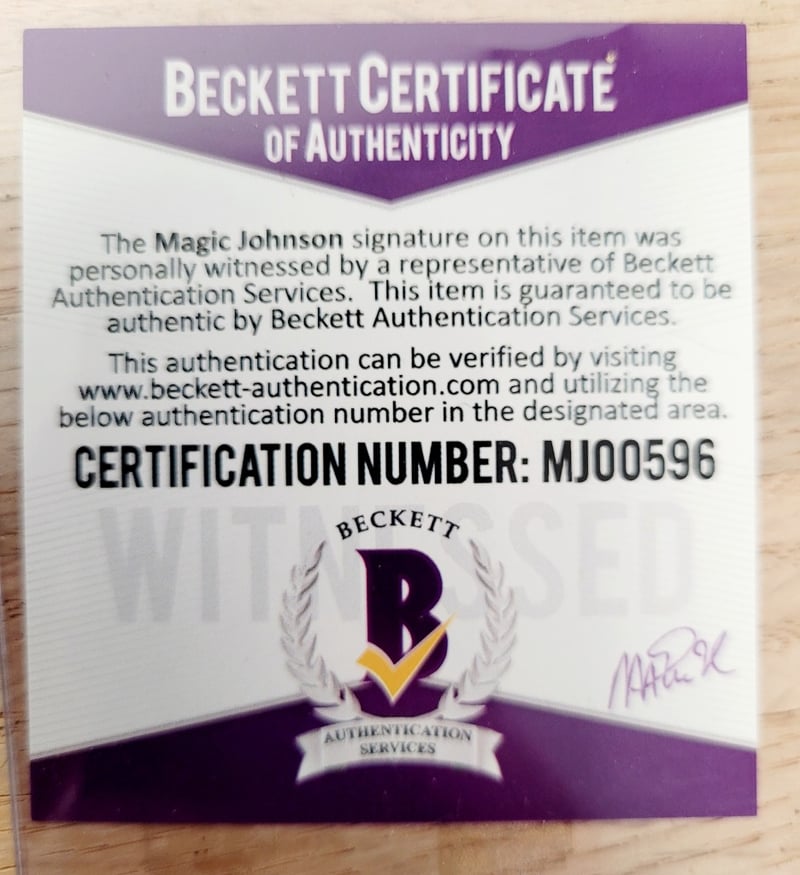 BECKETT CERTIFICATE
OF AUTHENTICITY
The Magic Johnson signature on this item was
personally witnessed by a representative of Beckett
Authentication Services. This item is guaranteed to be
authentic by Beckett Authentication Services.
This authentication can be verified by visiting
www.beckett-authentication.com and utilizing the
below authentication number in the designated area.
CERTIFICATION NUMBER: MJ00596
WITNESSED
BECKETT
B
AUTHENTICATION
SERVICES